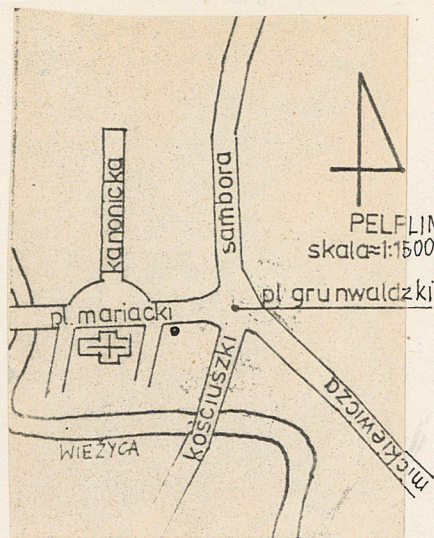 kanonicka
sambora
PELPLIN
skala≈1:1500
pl. grunwaldzki
pl. mariacki
kościuszki
mickiewicza
WIEŻYCA